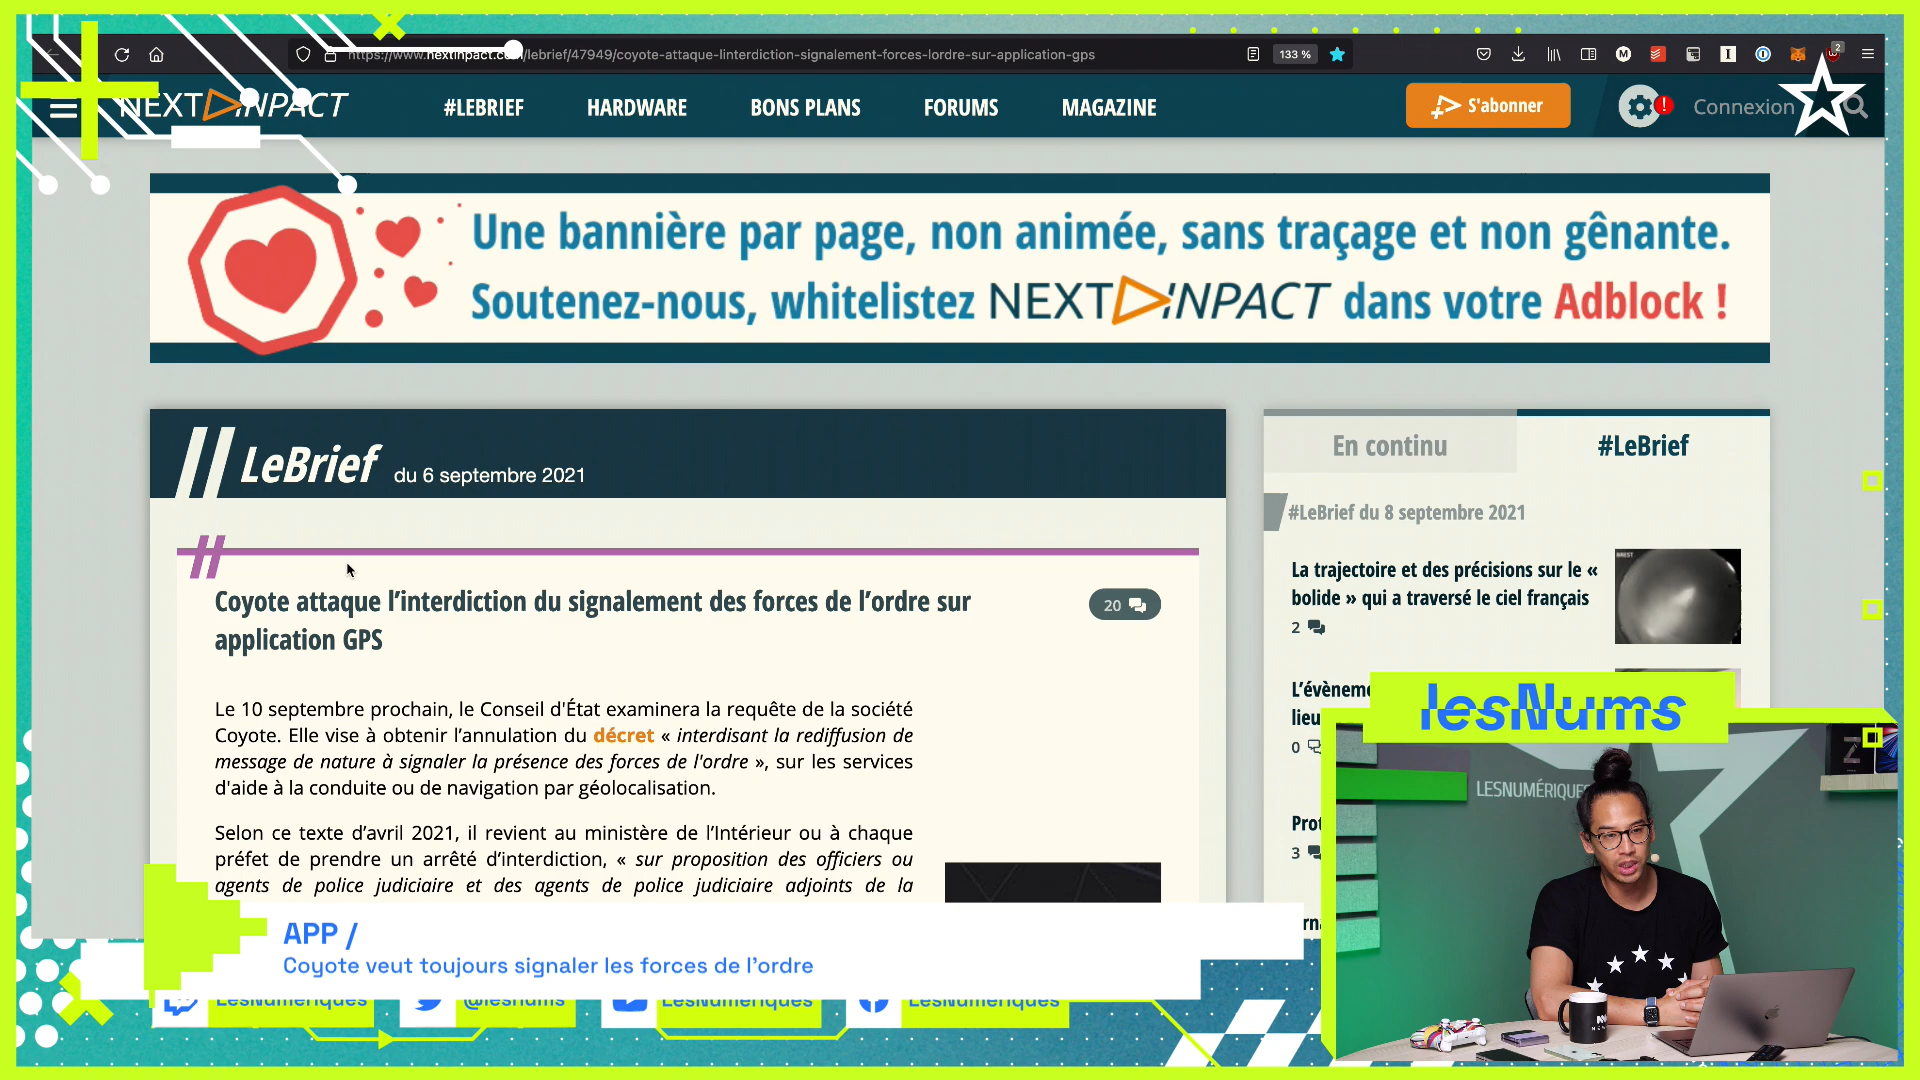 https://www.nextinpact.com/lebrief/47949/coyote-attaque-linterdiction-signalement-forces-lordre-sur-application-gps
133 %
2
NEXT INPACT
#LEBRIEF
HARDWARE
BONS PLANS
FORUMS
MAGAZINE
S'abonner
!
Connexion
Une bannière par page, non animée, sans traçage et non gênante.
Soutenez-nous, whitelistez NEXT INPACT dans votre Adblock !
LeBrief du 6 septembre 2021
Coyote attaque l’interdiction du signalement des forces de l’ordre sur
application GPS
20
Le 10 septembre prochain, le Conseil d'État examinera la requête de la société
Coyote. Elle vise à obtenir l’annulation du décret « interdisant la rediffusion de
message de nature à signaler la présence des forces de l'ordre », sur les services
d'aide à la conduite ou de navigation par géolocalisation.
Selon ce texte d’avril 2021, il revient au ministère de l’Intérieur ou à chaque
préfet de prendre un arrêté d’interdiction, « sur proposition des officiers ou
agents de police judiciaire et des agents de police judiciaire adjoints de la
En continu
#LeBrief
#LeBrief du 8 septembre 2021
La trajectoire et des précisions sur le «
bolide » qui a traversé le ciel français
2
BREST
L’évèneme
lieu
0
Prot
3
lesNums
LESNUMÉRIQUES
APP /
Coyote veut toujours signaler les forces de l’ordre
LesNumeriques
@lesnums
LesNumeriques
LesNumeriques